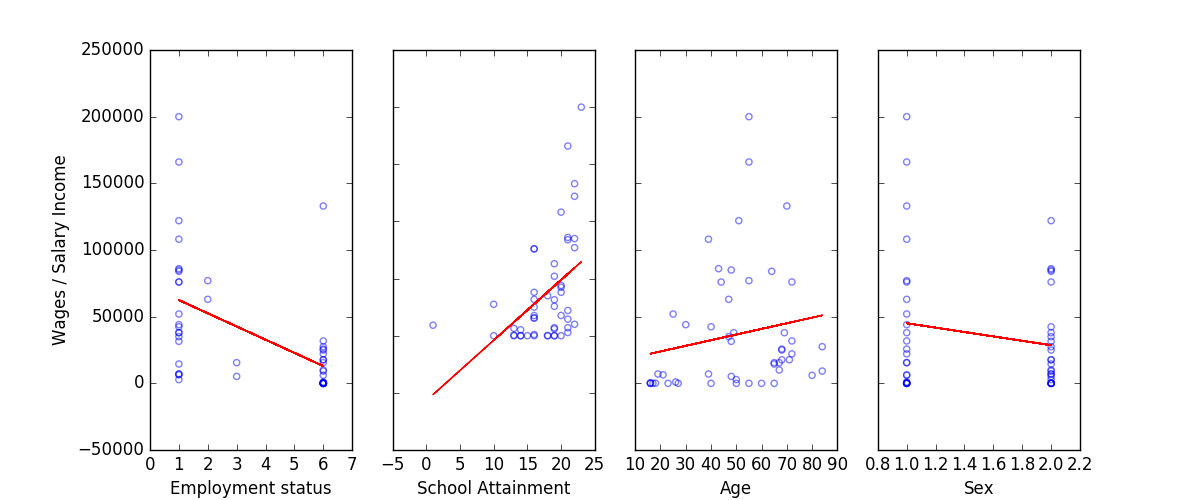 250000
200000
150000
100000
50000
0
−50000
Wages / Salary Income
0 1 2 3 4 5 6 7
Employment status
−5 0 5 10 15 20 25
School Attainment
10 20 30 40 50 60 70 80 90
Age
0.8 1.0 1.2 1.4 1.6 1.8 2.0 2.2
Sex